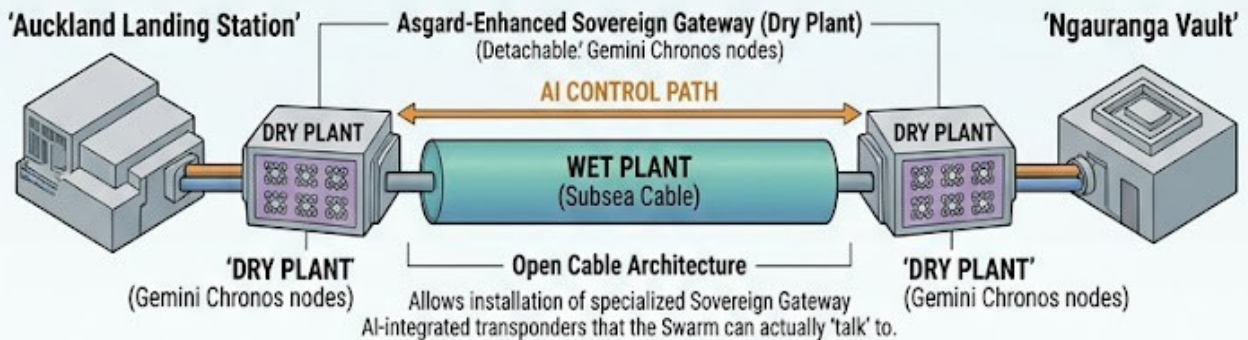 'Auckland Landing Station'
Asgard-Enhanced Sovereign Gateway (Dry Plant)
(Detachable: Gemini Chronos nodes)
'Ngauranga Vault'
AI CONTROL PATH
DRY PLANT
WET PLANT
(Subsea Cable)
DRY PLANT
'DRY PLANT'
(Gemini Chronos nodes)
Open Cable Architecture
Allows installation of specialized Sovereign Gateway
AI-integrated transponders that the Swarm can actually 'talk' to.
'DRY PLANT'
(Gemini Chronos nodes)